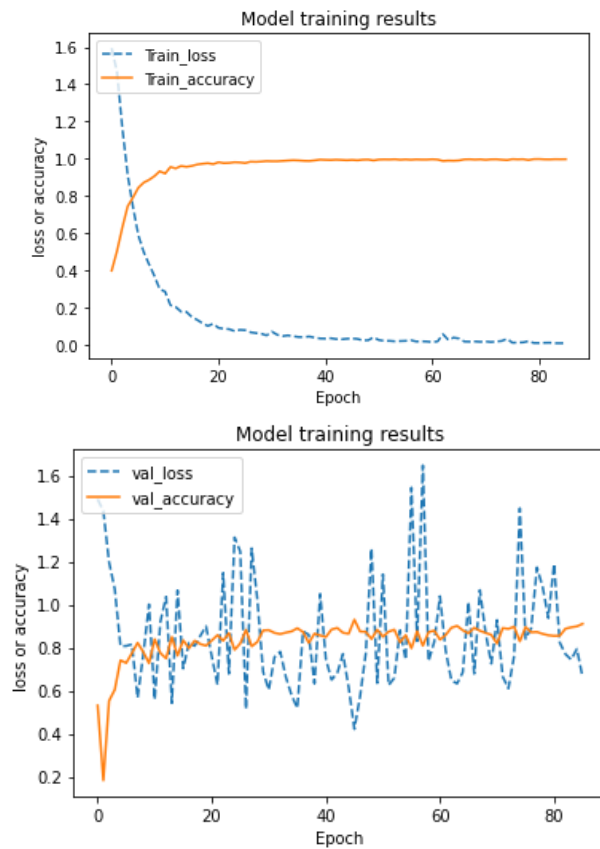 Model training results
Train_loss
Train_accuracy
1.6
1.4
1.2
1.0
0.8
0.6
0.4
0.2
0.0
loss or accuracy
0 20 40 60 80
Epoch
Model training results
val_loss
val_accuracy
1.6
1.4
1.2
1.0
0.8
0.6
0.4
0.2
loss or accuracy
0 20 40 60 80
Epoch